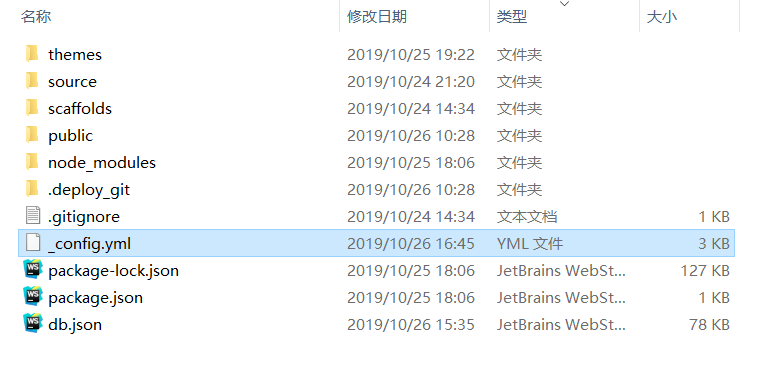 名称 修改日期 类型 大小
themes 2019/10/25 19:22 文件夹
source 2019/10/24 21:20 文件夹
scaffolds 2019/10/24 14:34 文件夹
public 2019/10/26 10:28 文件夹
node_modules 2019/10/25 18:06 文件夹
.deploy_git 2019/10/26 10:28 文件夹
.gitignore 2019/10/24 14:34 文本文档 1 KB
_config.yml 2019/10/26 16:45 YML 文件 3 KB
package-lock.json 2019/10/25 18:06 JetBrains WebSt... 127 KB
package.json 2019/10/25 18:06 JetBrains WebSt... 1 KB
db.json 2019/10/26 15:35 JetBrains WebSt... 78 KB